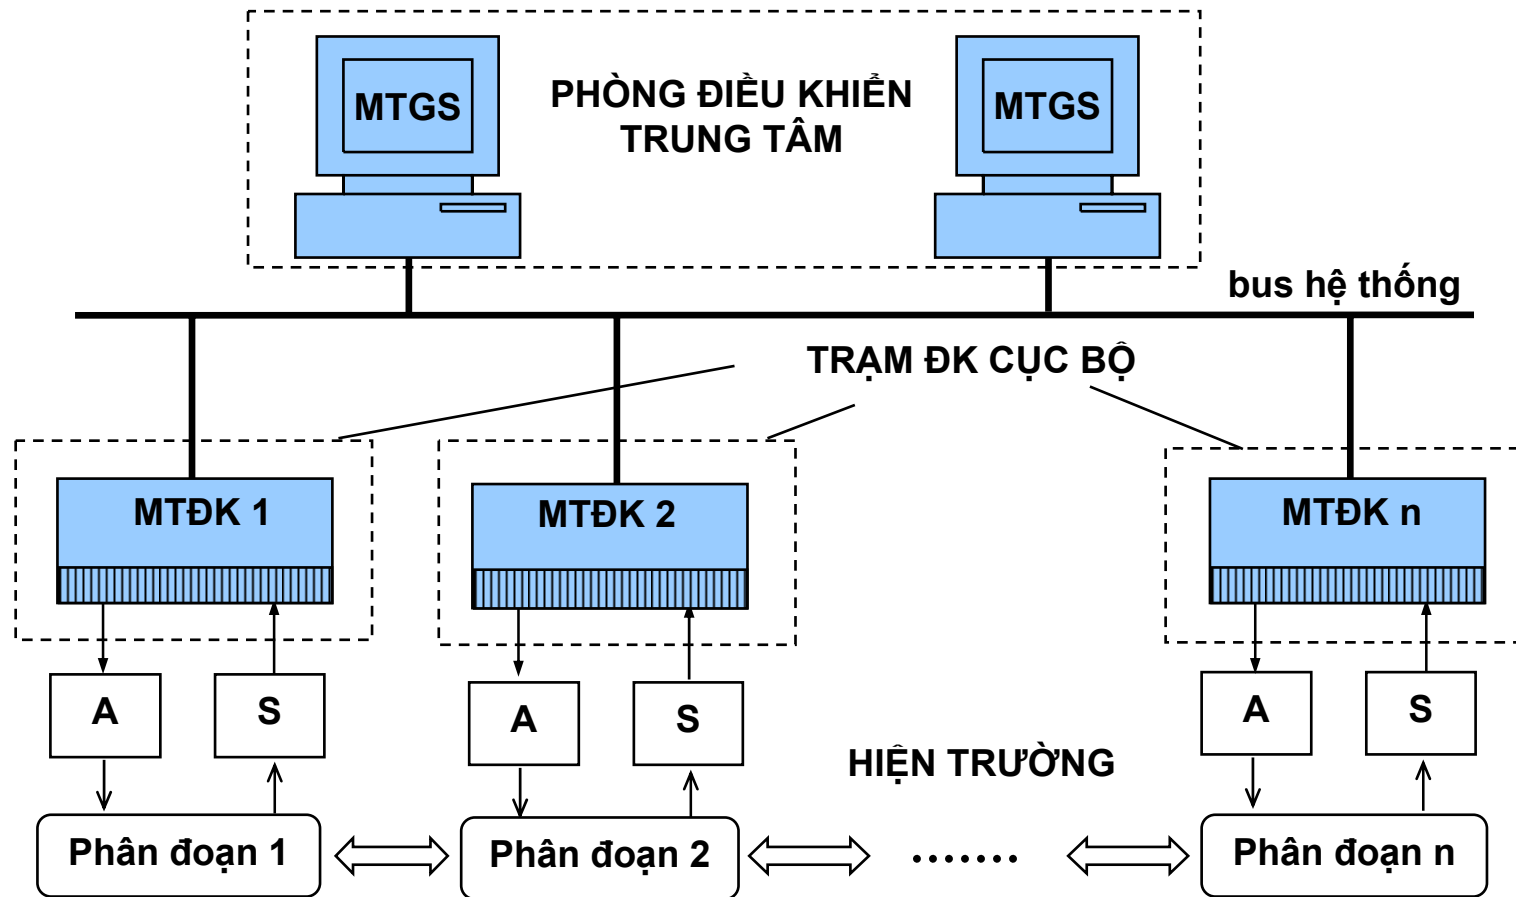 MTGS
PHÒNG ĐIỀU KHIỂN
TRUNG TÂM
MTGS
bus hệ thống
TRẠM ĐK CỤC BỘ
MTĐK 1
MTĐK 2
MTĐK n
A
S
A
S
A
S
HIỆN TRƯỜNG
Phân đoạn 1
Phân đoạn 2
.......
Phân đoạn n